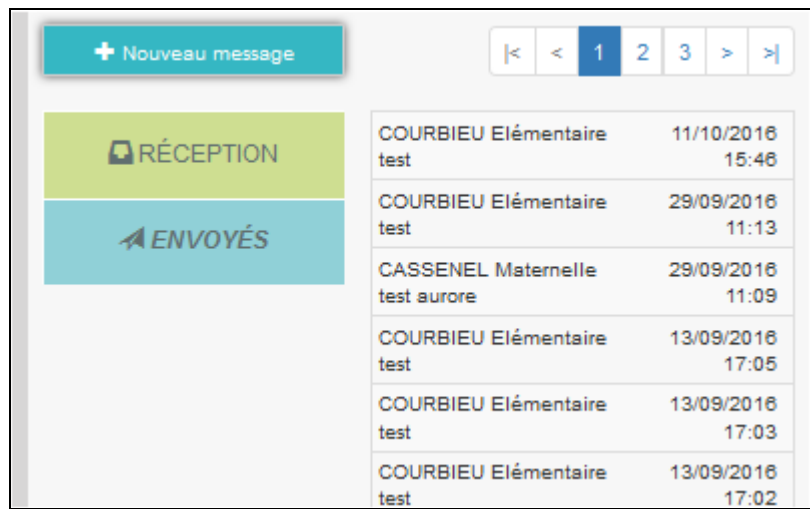 Nouveau message
|< < 1 2 3 > >|
RÉCEPTION
ENVOYÉS
COURBIEU Elémentaire 11/10/2016
test 15:46
COURBIEU Elémentaire 29/09/2016
test 11:13
CASSENEL Maternelle 29/09/2016
test aurore 11:09
COURBIEU Elémentaire 13/09/2016
test 17:05
COURBIEU Elémentaire 13/09/2016
test 17:03
COURBIEU Elémentaire 13/09/2016
test 17:02